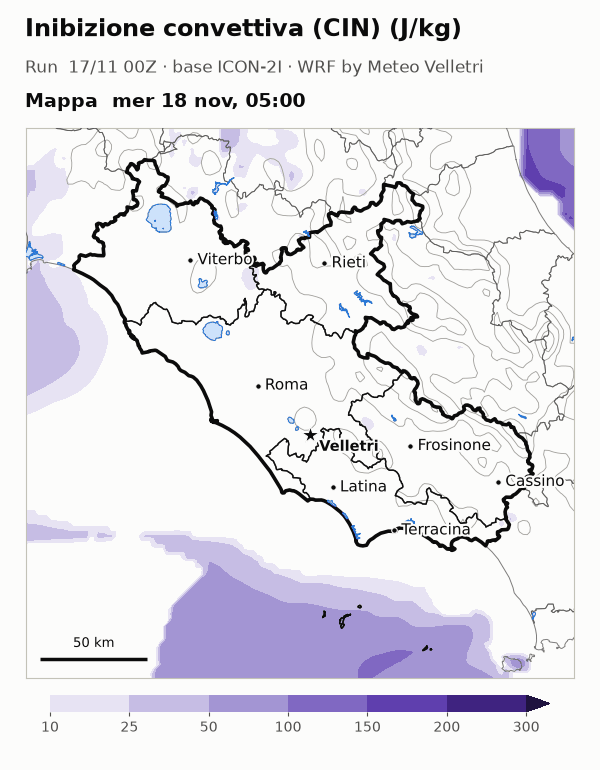 Inibizione convettiva (CIN) (J/kg)
Run  17/11 00Z · base ICON-2I · WRF by Meteo Velletri
Mappa  mer 18 nov, 05:00
Viterbo
Rieti
Roma
Velletri
Frosinone
Latina
Cassino
Terracina
50 km
10 25 50 100 150 200 300